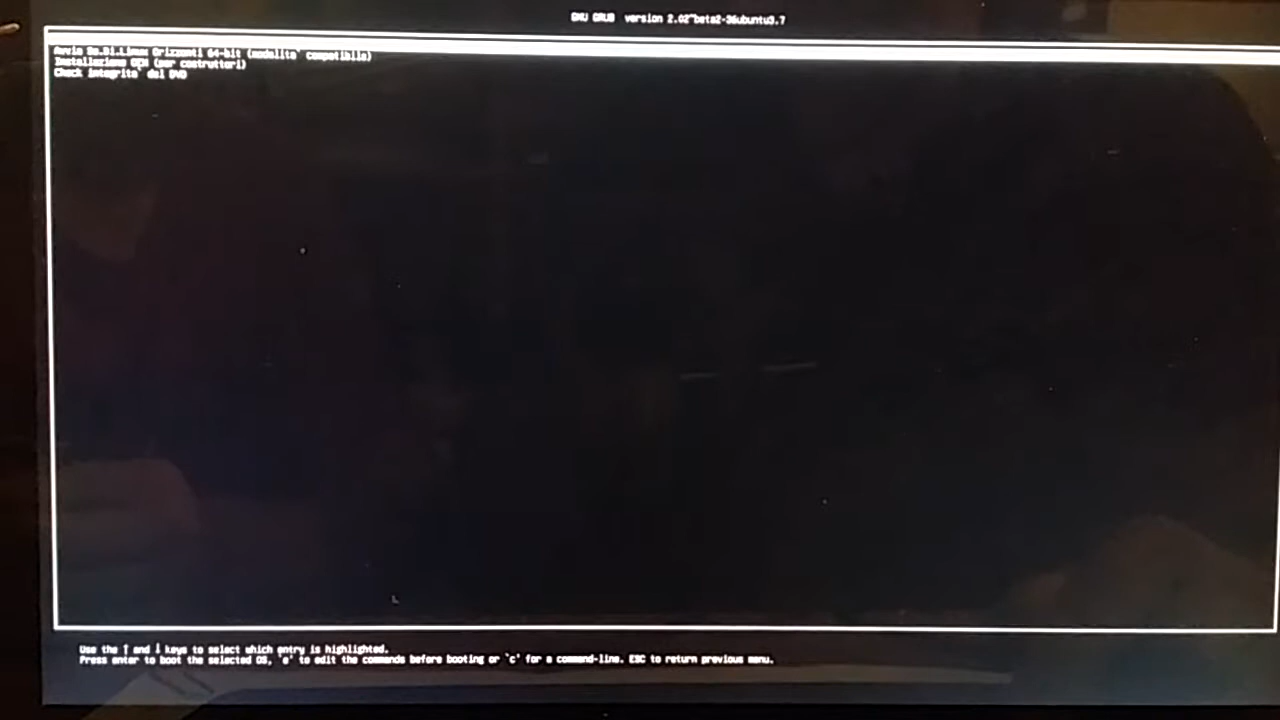 GNU GRUB version 2.02~beta2-36ubuntu3.7
Avvio So.Di.Linux Orizzonti 64-bit (modalita` compatibile)
Installazione OEM (per costruttori)
Check integrita` del DVD
Use the ↑ and ↓ keys to select which entry is highlighted.
Press enter to boot the selected OS, `e' to edit the commands before booting or `c' for a command-line. ESC to return previous menu.